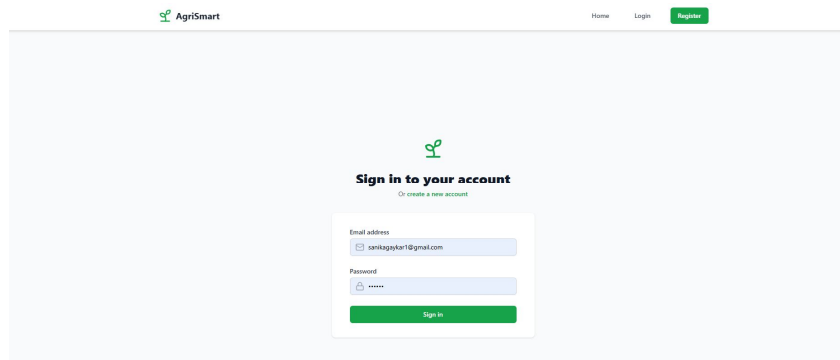 AgriSmart
Home Login Register
Sign in to your account
Or create a new account
Email address
sanikagaykar1@gmail.com
Password
••••••
Sign in